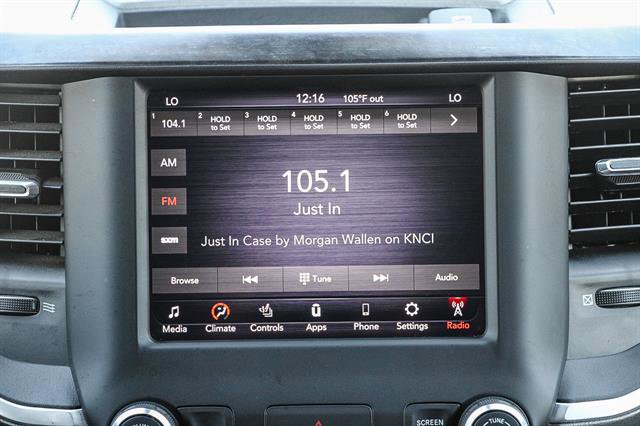 LO 12:16 105°F out LO
1 104.1 2 HOLD to Set 3 HOLD to Set 4 HOLD to Set 5 HOLD to Set 6 HOLD to Set
AM
105.1
FM
Just In
SXM
Just In Case by Morgan Wallen on KNCI
Browse Tune Audio
Media Climate Controls Apps Phone Settings Radio
SCREEN
TUNE